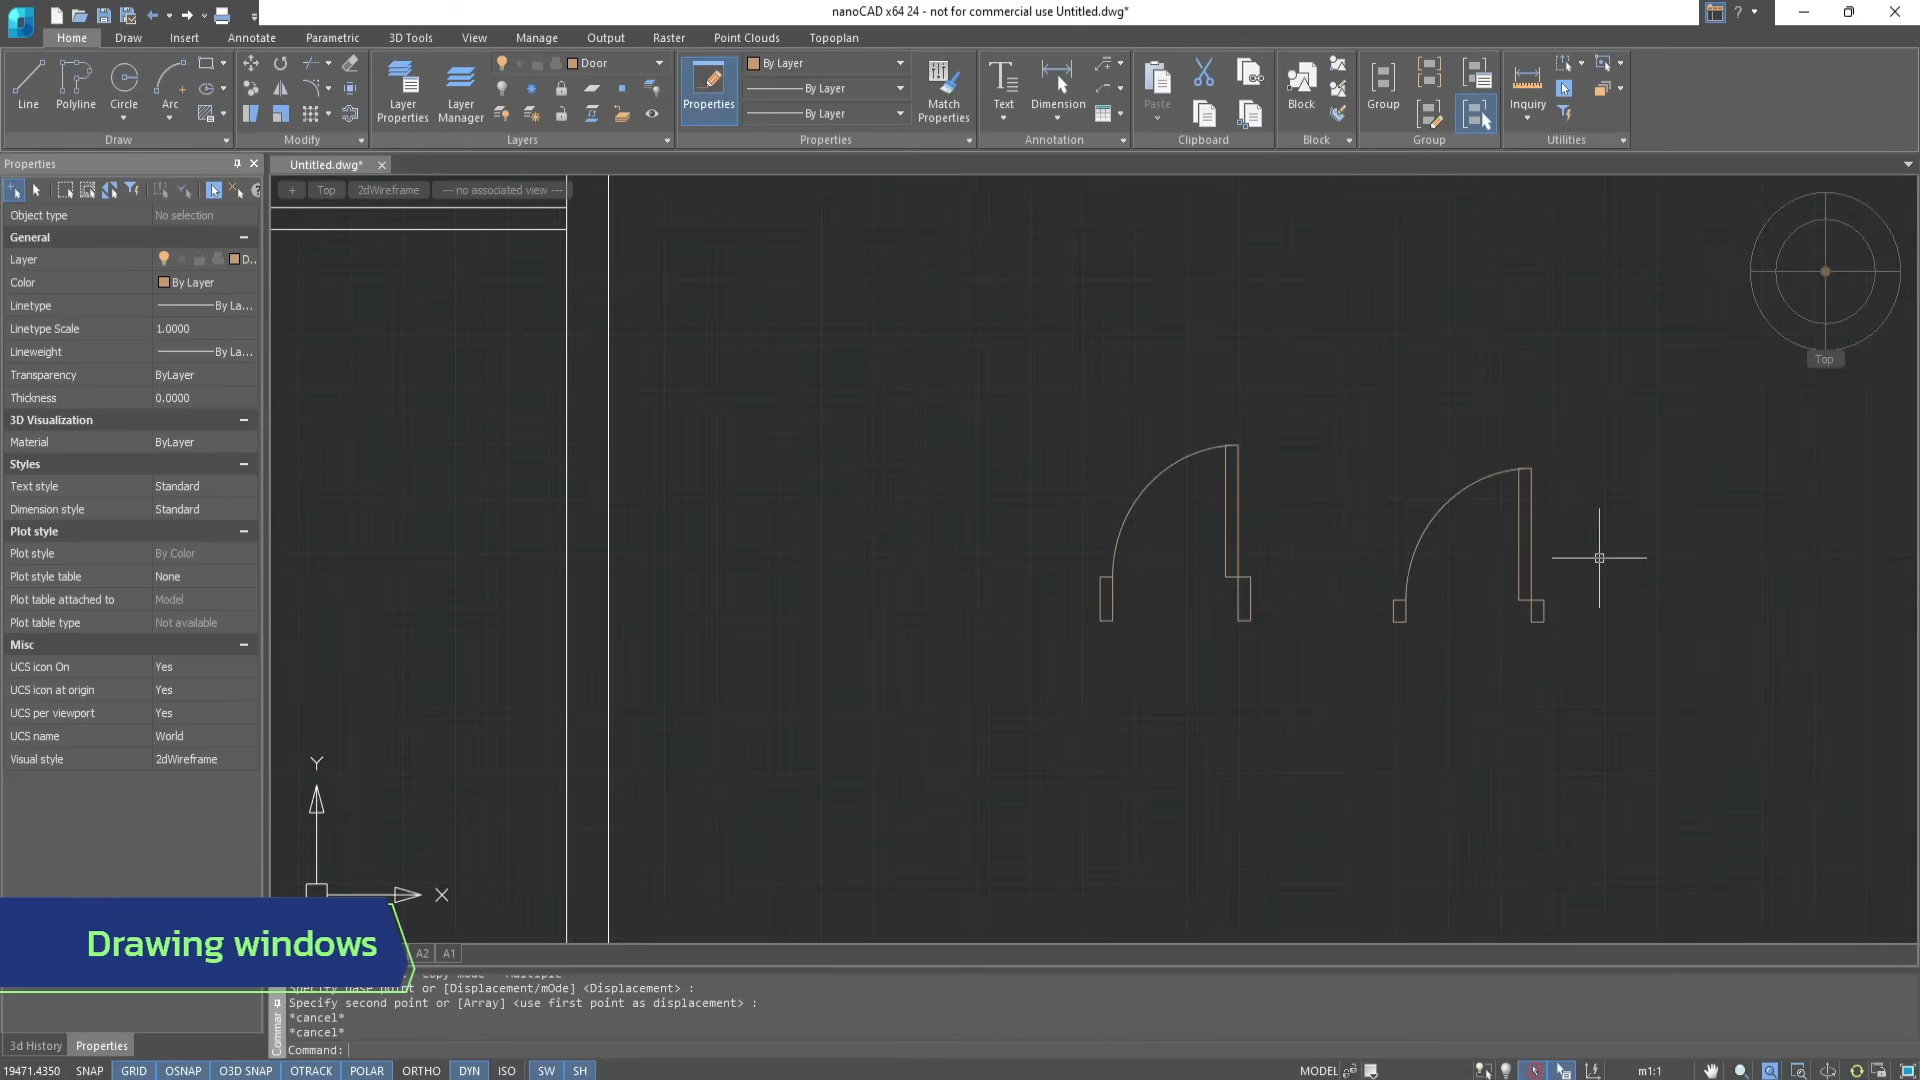 nanoCAD x64 24 - not for commercial use Untitled.dwg*
Home Draw Insert Annotate Parametric 3D Tools View Manage Output Raster Point Clouds Topoplan
Line Polyline Circle Arc
Layer Properties
Layer Manager
Door
Properties
By Layer
By Layer
By Layer
Match Properties
Text Dimension
Paste
Block
Group
Inquiry
Draw Modify Layers Properties Annotation Clipboard Block Group Utilities
Properties
Untitled.dwg*
+ Top 2dWireframe --- no associated view ---
Object type No selection
General
Layer D..
Color By Layer
Linetype By La...
Linetype Scale 1.0000
Lineweight By La...
Transparency ByLayer
Thickness 0.0000
3D Visualization
Material ByLayer
Styles
Text style Standard
Dimension style Standard
Plot style
Plot style By Color
Plot style table None
Plot table attached to Model
Plot table type Not available
Misc
UCS icon On Yes
UCS icon at origin Yes
UCS per viewport Yes
UCS name World
Visual style 2dWireframe
Top
Y
X
Drawing windows
A2 A1
Specify base point or [Displacement/mOde] <Displacement> :
Specify second point or [Array] <use first point as displacement> :
*cancel*
*cancel*
Command:
3d History Properties
19471.4350 SNAP GRID OSNAP O3D SNAP OTRACK POLAR ORTHO DYN ISO SW SH MODEL m1:1